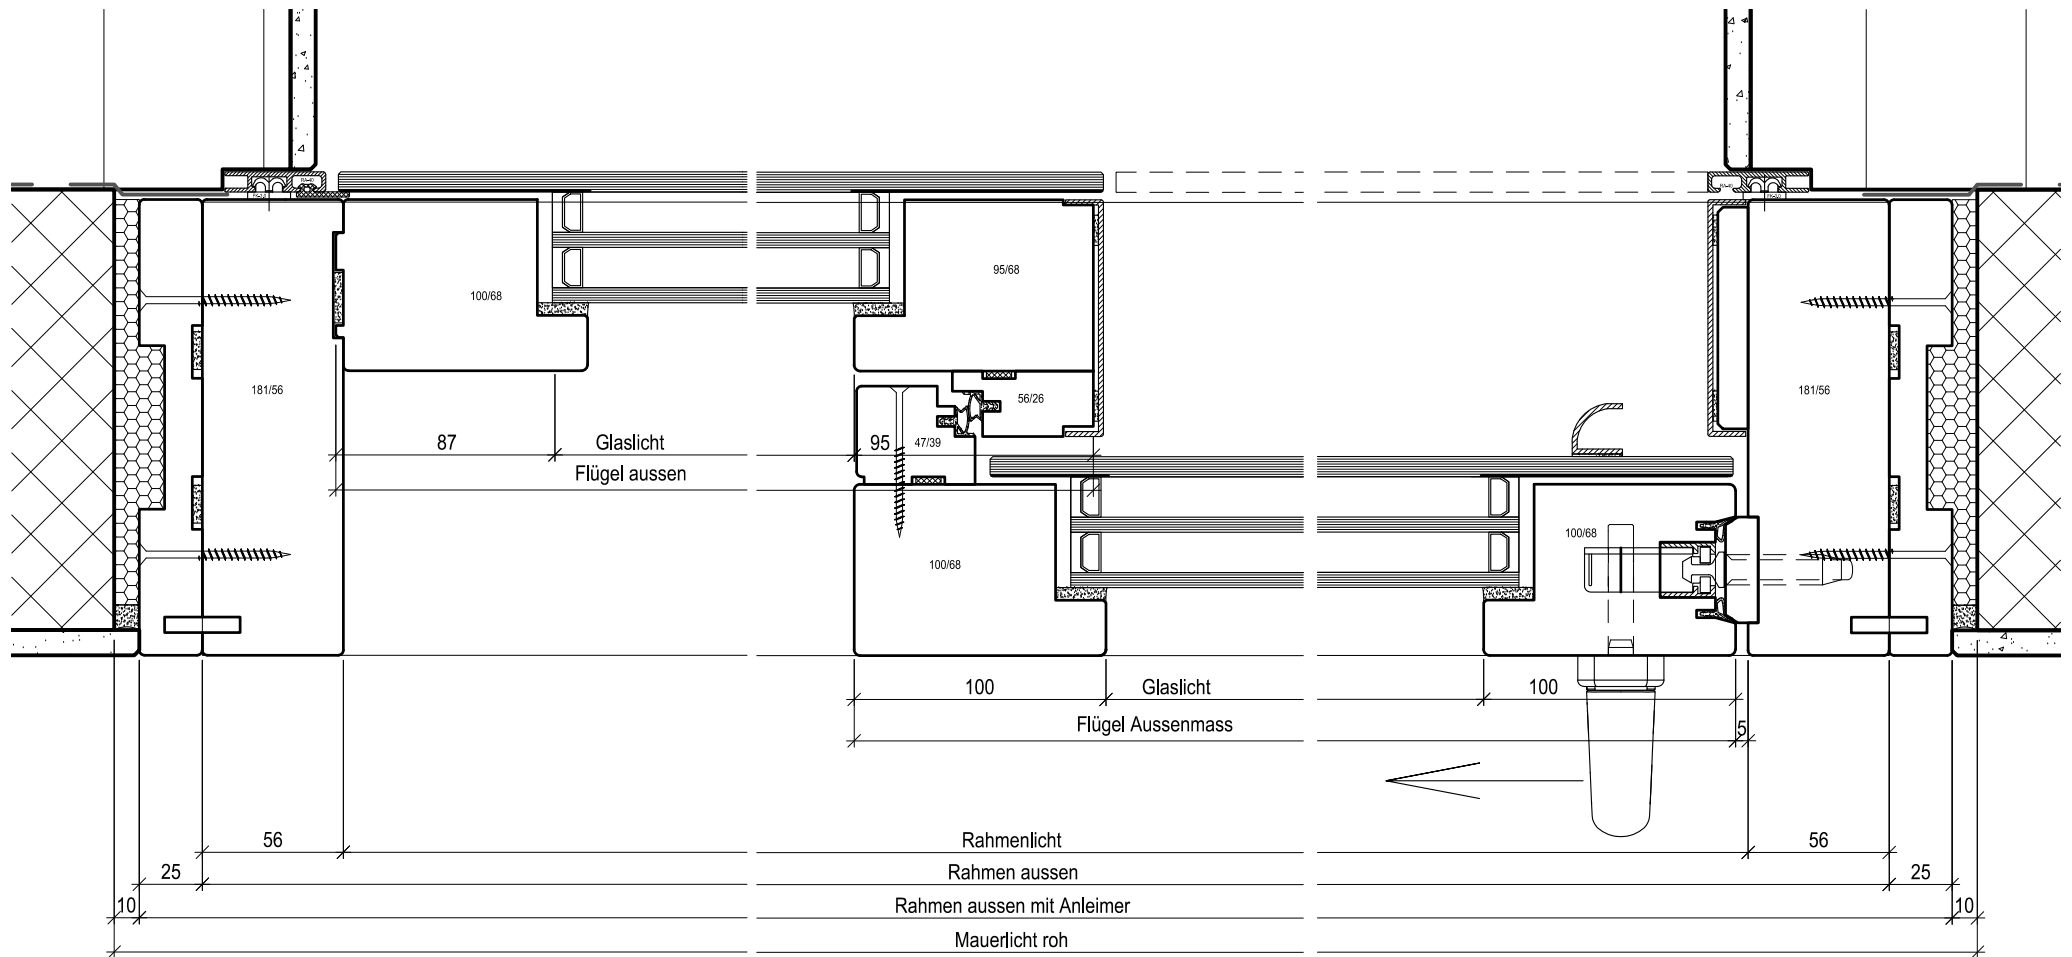 95/68
100/68
181/56
56/26
181/56
87
Glaslicht
95
47/39
Flügel aussen
100/68
100/68
100
Glaslicht
100
Flügel Aussenmass
5
56
Rahmenlicht
56
25
Rahmen aussen
25
10
Rahmen aussen mit Anleimer
10
Mauerlicht roh